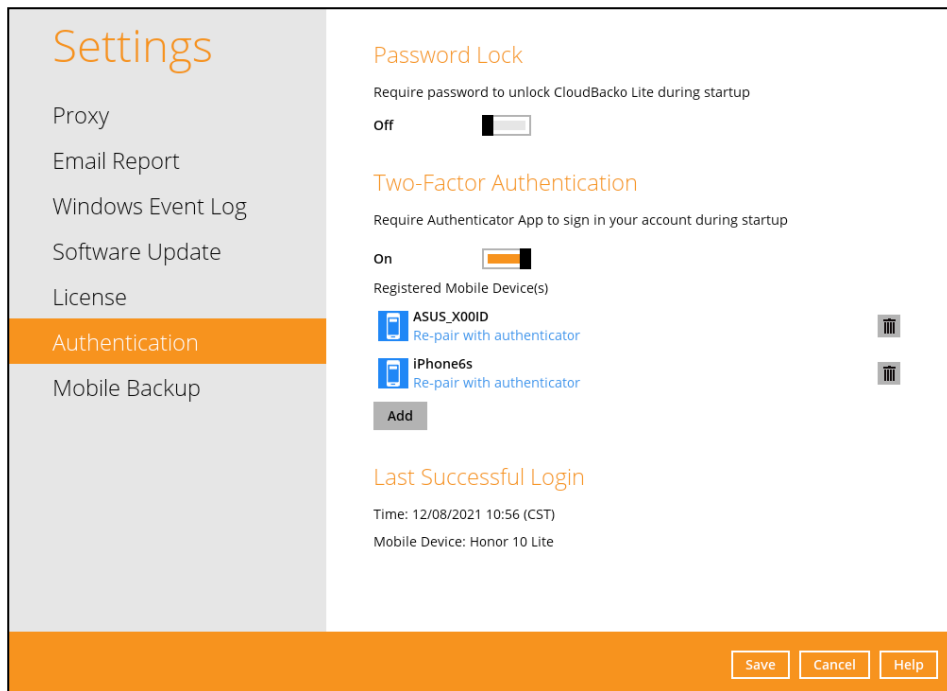 Settings
Proxy
Email Report
Windows Event Log
Software Update
License
Authentication
Mobile Backup
Password Lock
Require password to unlock CloudBacko Lite during startup
Off
Two-Factor Authentication
Require Authenticator App to sign in your account during startup
On
Registered Mobile Device(s)
ASUS_X00ID
Re-pair with authenticator
iPhone6s
Re-pair with authenticator
Add
Last Successful Login
Time: 12/08/2021 10:56 (CST)
Mobile Device: Honor 10 Lite
Save Cancel Help